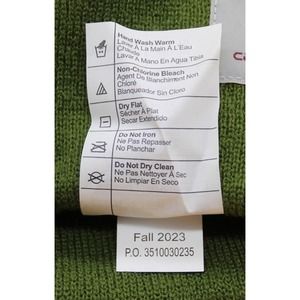 Hand Wash Warm
Laver À La Main À L'Eau
Chaude
Lavar A Mano En Agua Tibia
Non-Chlorine Bleach
Agent De Blanchiment Non
Chlore
Blanqueador Sin Cloro
Dry Flat
Sécher À Plat
Secar Extendido
Do Not Iron
Ne Pas Repasser
No Planchar
Do Not Dry Clean
Ne Pas Nettoyer À Sec
No Limpiar En Seco
Fall 2023
P.O. 3510030235